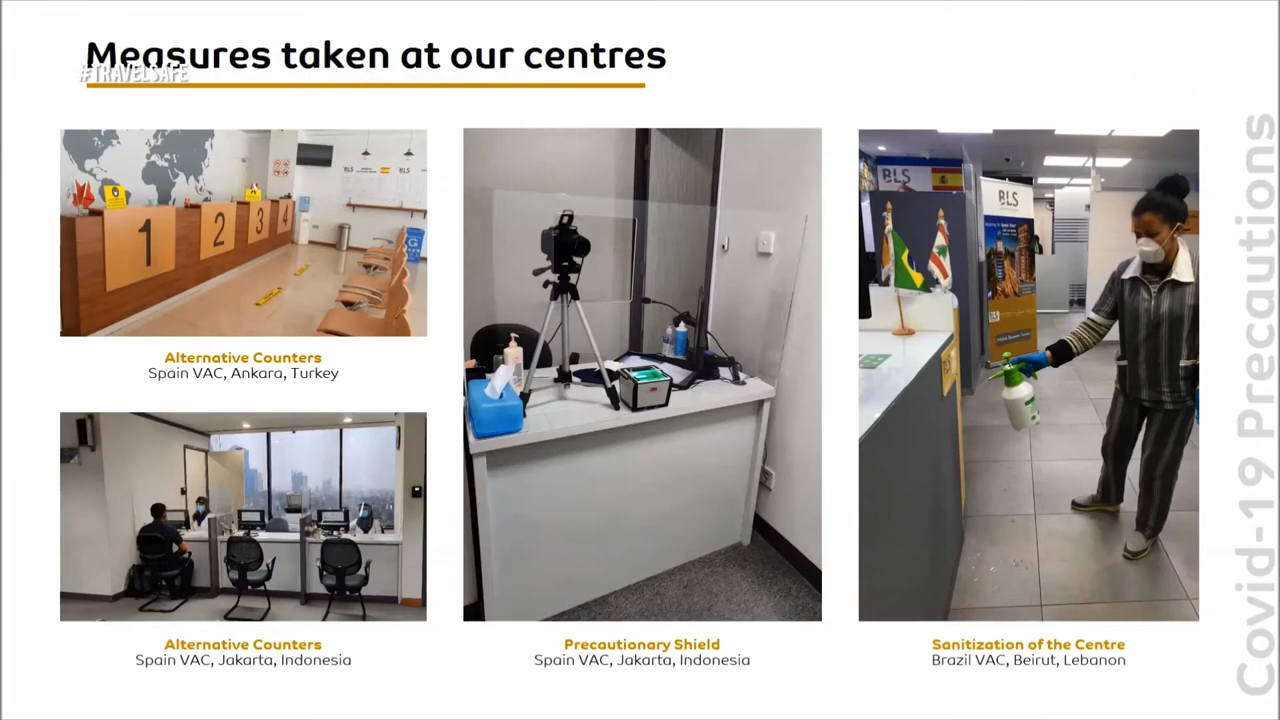 Measures taken at our centres
#TRAVELSAFE
1
2
3
4
BLS
Alternative Counters
Spain VAC, Ankara, Turkey
Alternative Counters
Spain VAC, Jakarta, Indonesia
Precautionary Shield
Spain VAC, Jakarta, Indonesia
BLS
BLS
BLS
Sanitization of the Centre
Brazil VAC, Beirut, Lebanon
Covid-19 Precautions